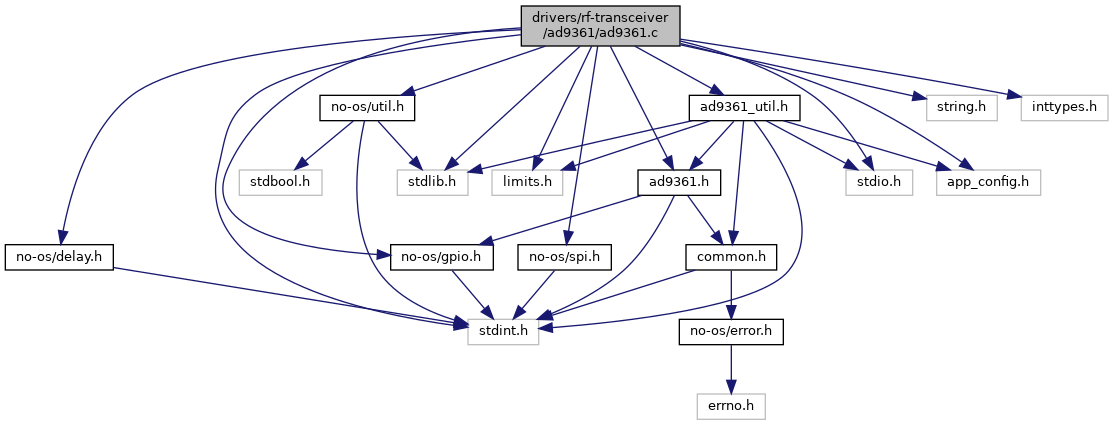 drivers/rf-transceiver
/ad9361/ad9361.c
no-os/util.h
ad9361_util.h
string.h
inttypes.h
stdbool.h
stdlib.h
limits.h
ad9361.h
stdio.h
app_config.h
no-os/delay.h
no-os/gpio.h
no-os/spi.h
common.h
stdint.h
no-os/error.h
errno.h